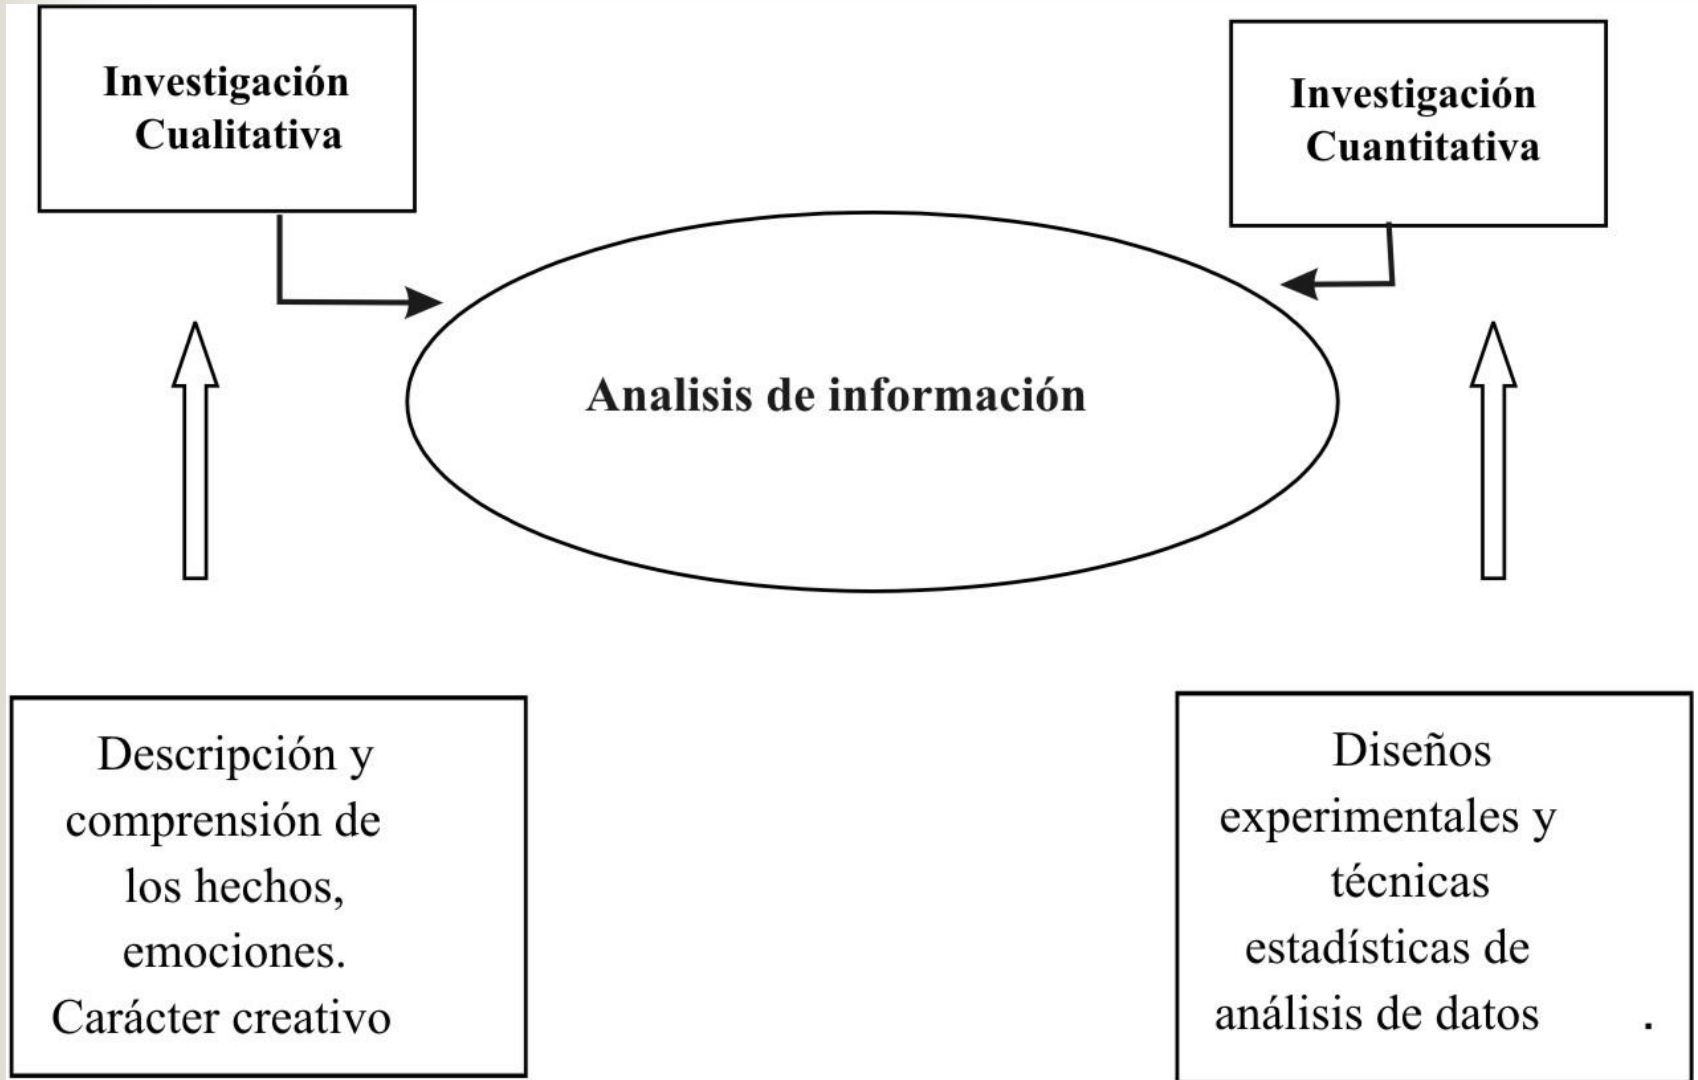 Investigación
Cualitativa
Investigación
Cuantitativa
Analisis de información
Descripción y
comprensión de
los hechos,
emociones.
Carácter creativo
Diseños
experimentales y
técnicas
estadísticas de
análisis de datos .